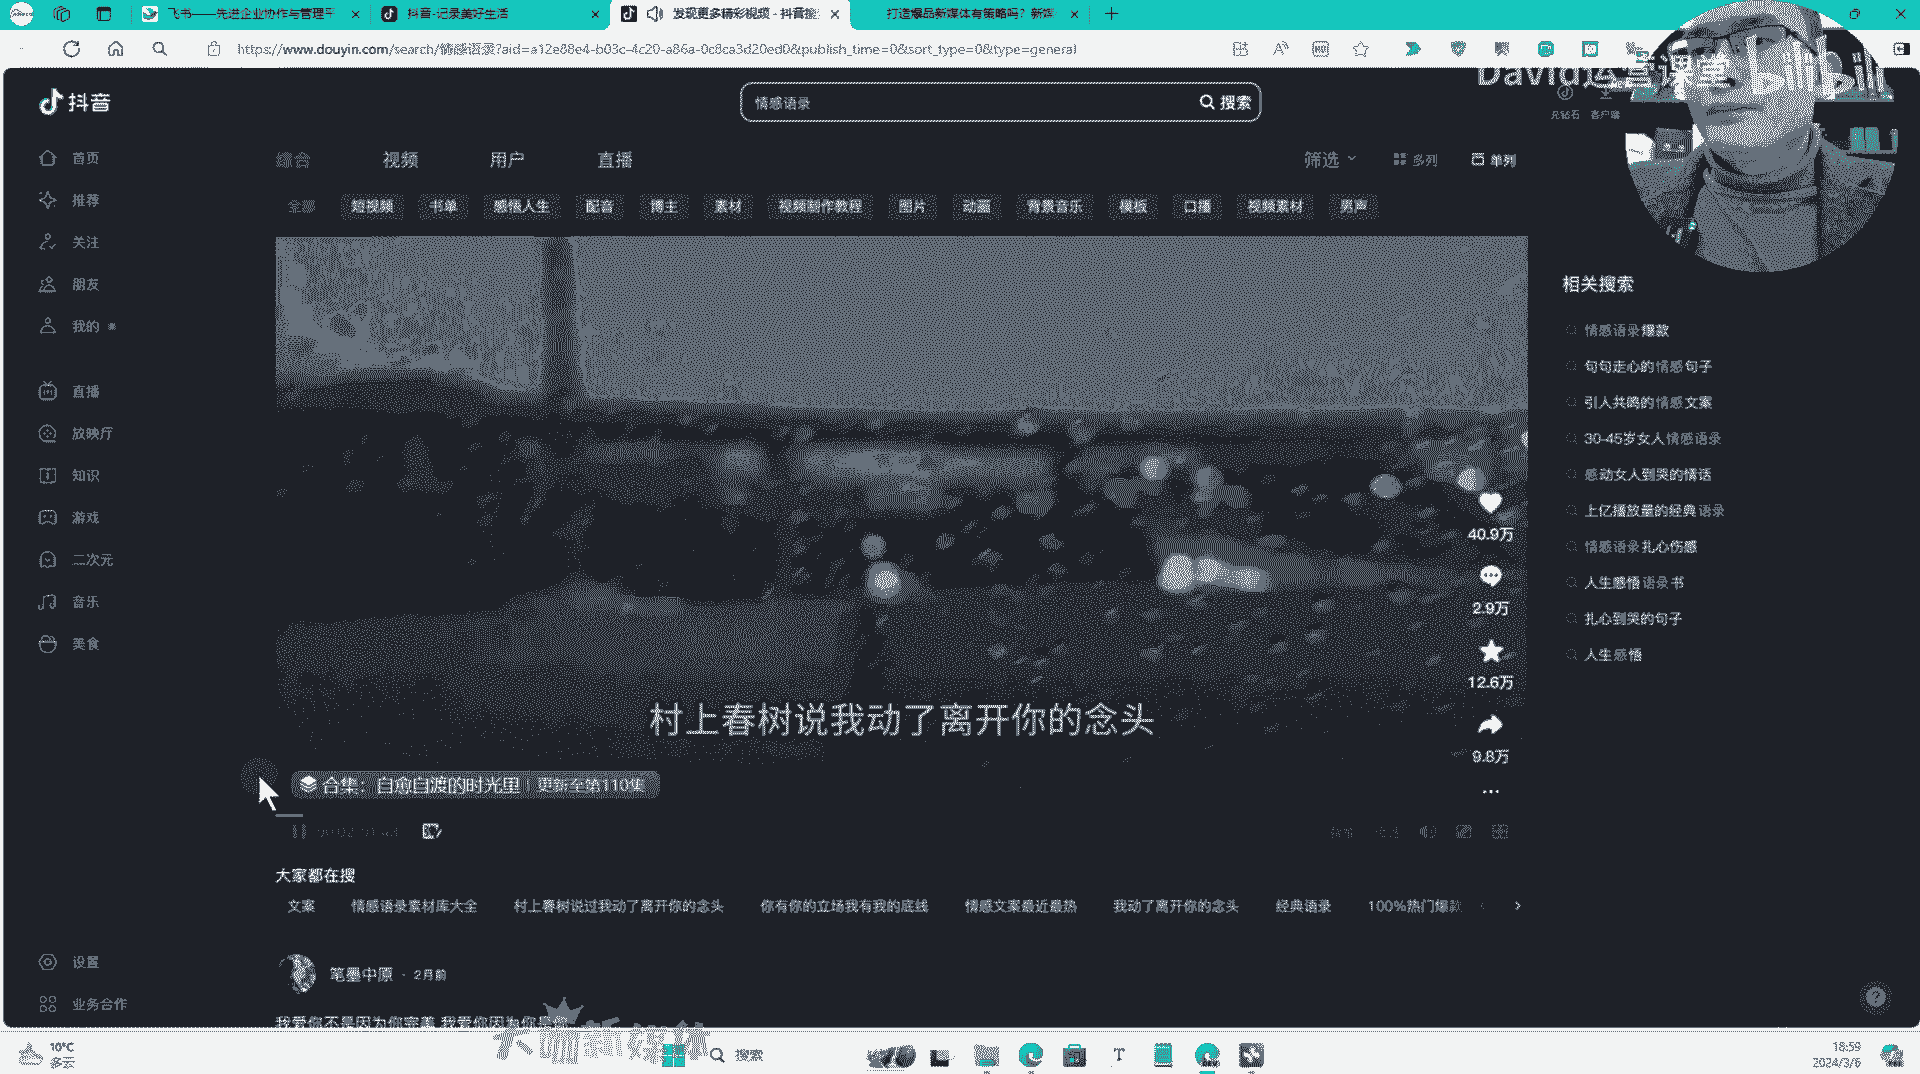 飞书——先进企业协作与管理平
抖音-记录美好生活
发现更多精彩视频 - 抖音搜
打造爆品新媒体有策略吗？新媒
https://www.douyin.com/search/情感语录?aid=a12e88e4-b03c-4c20-a86a-0c8ca3d20ed0&publish_time=0&sort_type=0&type=general
David运营课堂 bilibili
抖音
情感语录
搜索
充钻石 客户端
首页
推荐
关注
朋友
我的
直播
放映厅
知识
游戏
二次元
音乐
美食
设置
业务合作
综合 视频 用户 直播
筛选 多列 单列
全部 短视频 书单 感悟人生 配音 博主 素材 视频制作教程 图片 动画 背景音乐 模板 口播 视频素材 男声
40.9万
2.9万
12.6万
9.8万
村上春树说我动了离开你的念头
合集：自愈自渡的时光里 | 更新至第110集
相关搜索
情感语录爆款
句句走心的情感句子
引人共鸣的情感文案
30-45岁女人情感语录
感动女人到哭的情话
上亿播放量的经典语录
情感语录扎心伤感
人生感悟语录书
扎心到哭的句子
人生感悟
大家都在搜
文案 情感语录素材库大全 村上春树说过我动了离开你的念头 你有你的立场我有我的底线 情感文案最近最热 我动了离开你的念头 经典语录 100%热门爆款
笔墨中原 · 2月前
我爱你不是因为你完美,我爱你因为你是你
大喵新媒体
10°C
多云
搜索
18:59
2024/3/6